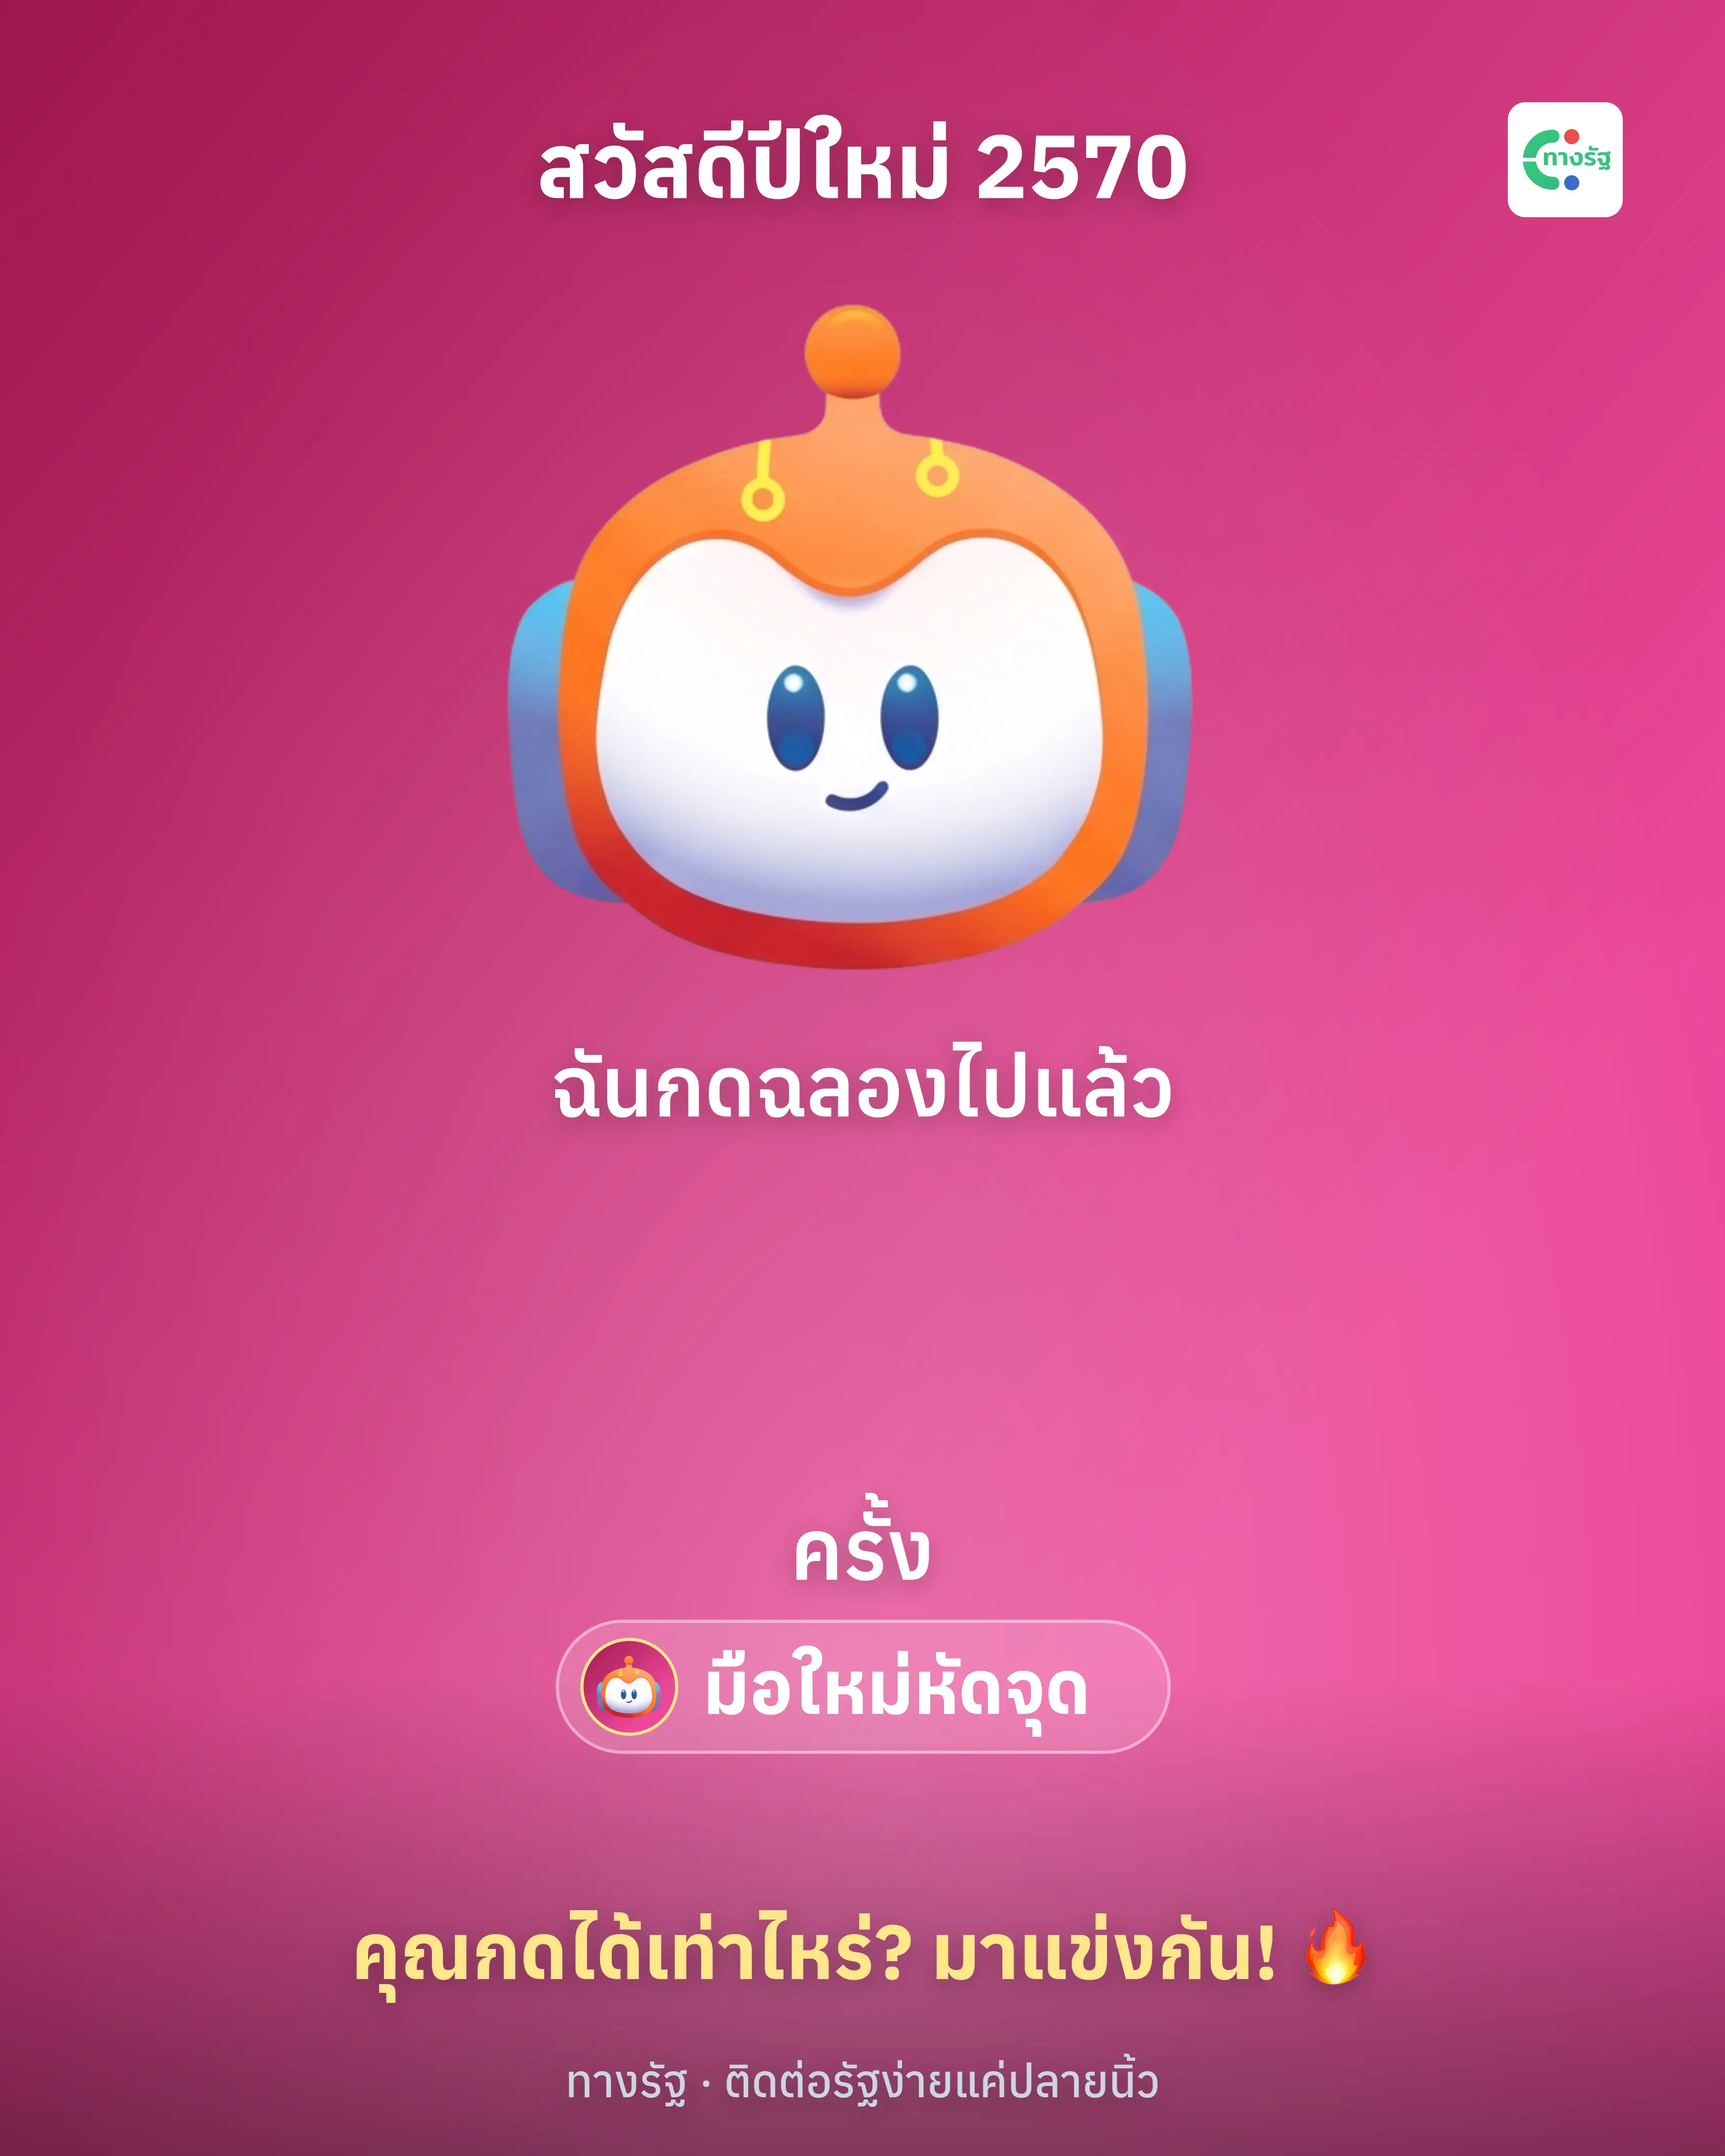 สวัสดีปีใหม่ 2570
ทางรัฐ
ฉันกดฉลองไปแล้ว
ครั้ง
มือใหม่หัดจุด
คุณกดได้เท่าไหร่? มาแข่งกัน! 🔥
ทางรัฐ · ติดต่อรัฐง่ายแค่ปลายนิ้ว